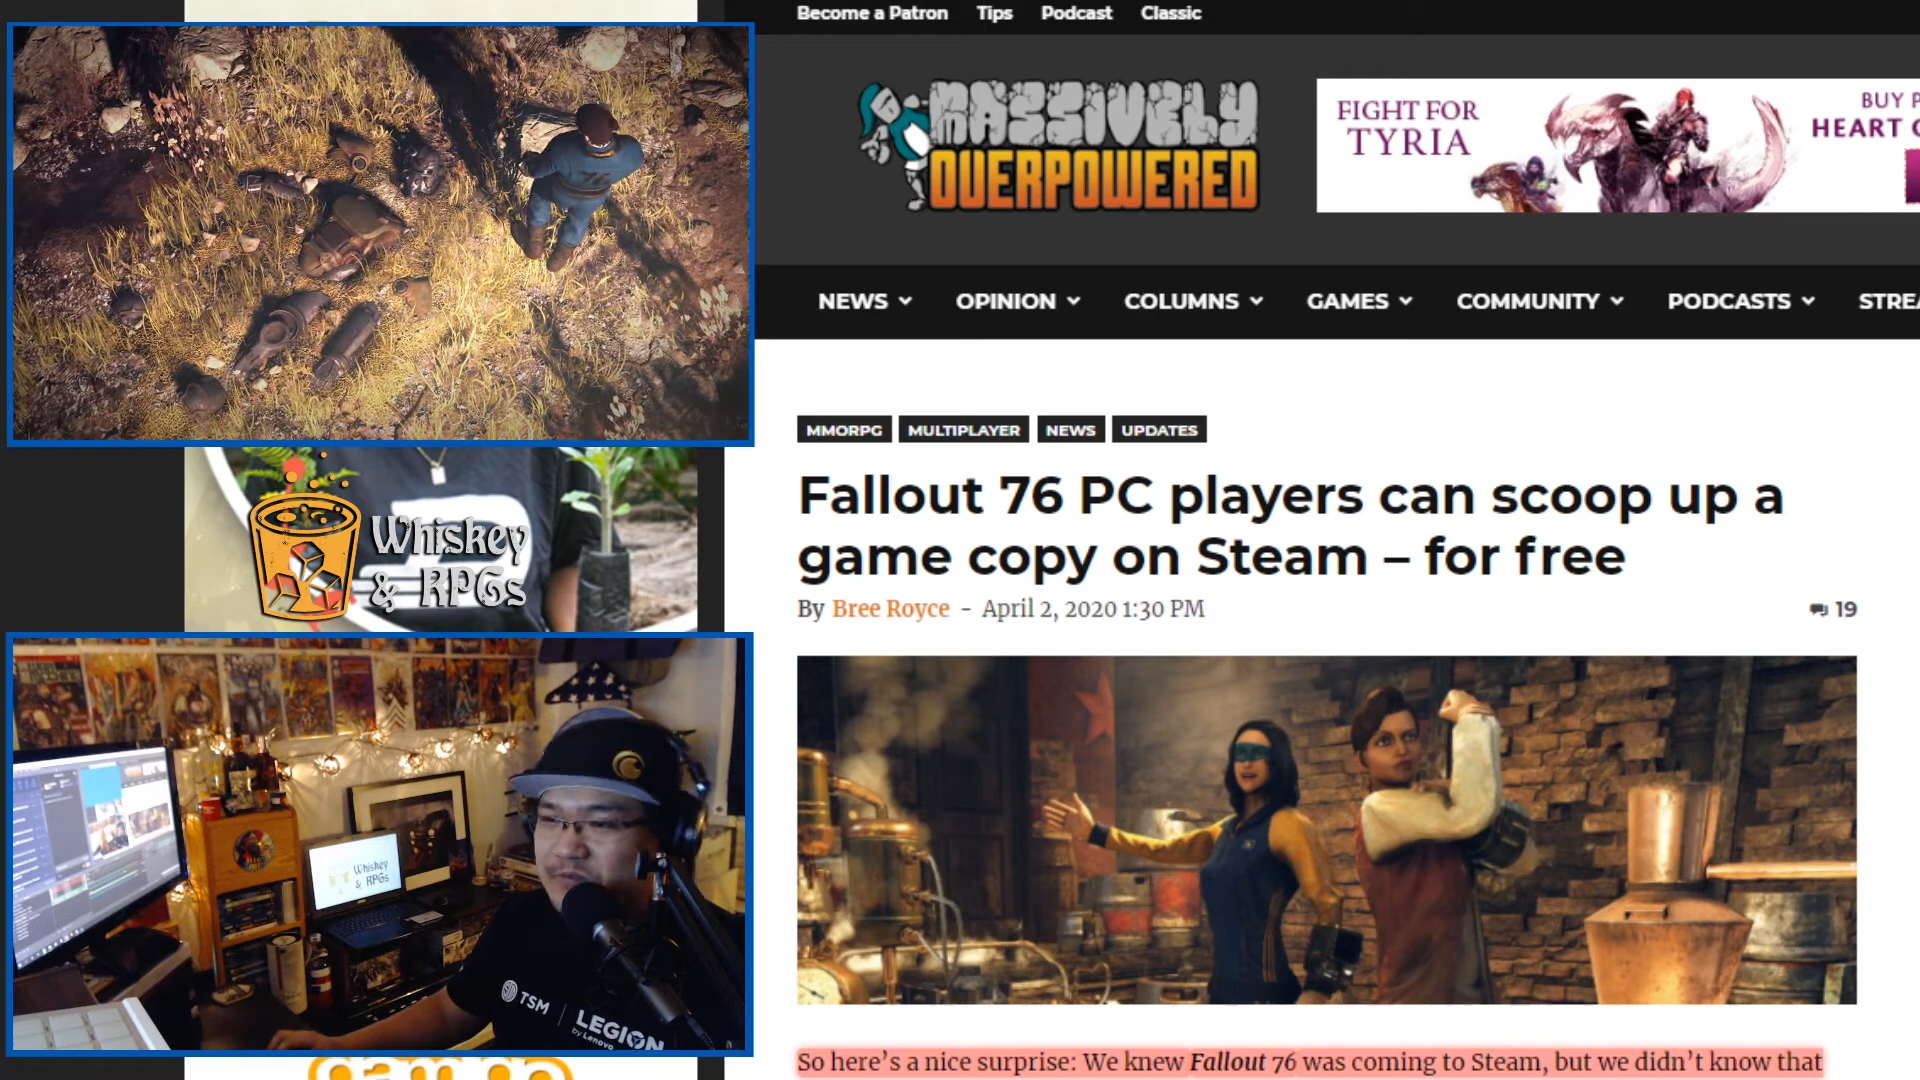 Become a Patron Tips Podcast Classic
MASSIVELY
OVERPOWERED
FIGHT FOR
TYRIA
BUY
HEART
NEWS OPINION COLUMNS GAMES COMMUNITY PODCASTS
MMORPG MULTIPLAYER NEWS UPDATES
Fallout 76 PC players can scoop up a
game copy on Steam – for free
By Bree Royce - April 2, 2020 1:30 PM 19
So here's a nice surprise: We knew Fallout 76 was coming to Steam, but we didn't know that
76
Whiskey
& RPGs
Whiskey
& RPGs
TSM
LEGION
by Lenovo